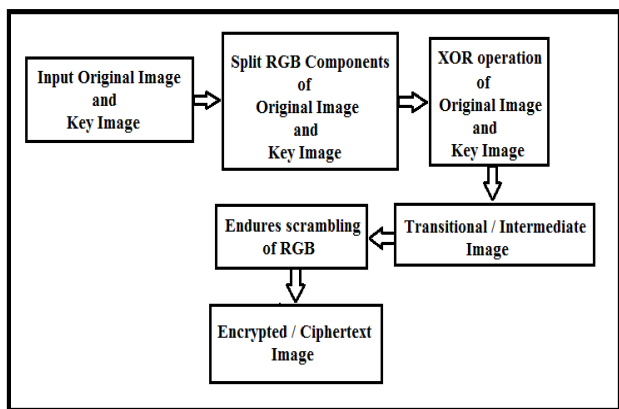 Input Original Image
and
Key Image
Split RGB Components
of
Original Image
and
Key Image
XOR operation
of
Original Image
and
Key Image
Transitional / Intermediate
Image
Endures scrambling
of RGB
Encrypted / Ciphertext
Image